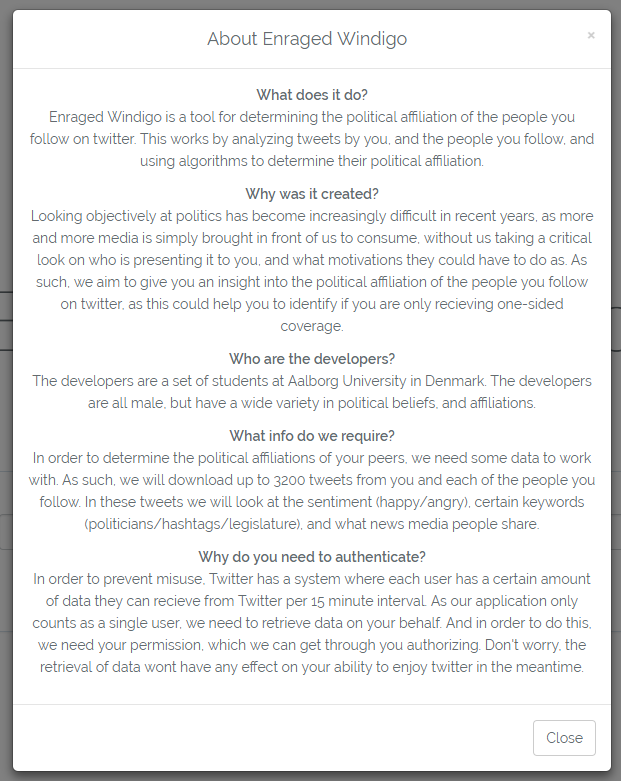 About Enraged Windigo
×
What does it do?
Enraged Windigo is a tool for determining the political affiliation of the people you
follow on twitter. This works by analyzing tweets by you, and the people you follow, and
using algorithms to determine their political affiliation.
Why was it created?
Looking objectively at politics has become increasingly difficult in recent years, as more
and more media is simply brought in front of us to consume, without us taking a critical
look on who is presenting it to you, and what motivations they could have to do as. As
such, we aim to give you an insight into the political affiliation of the people you follow
on twitter, as this could help you to identify if you are only recieving one-sided
coverage.
Who are the developers?
The developers are a set of students at Aalborg University in Denmark. The developers
are all male, but have a wide variety in political beliefs, and affiliations.
What info do we require?
In order to determine the political affiliations of your peers, we need some data to work
with. As such, we will download up to 3200 tweets from you and each of the people you
follow. In these tweets we will look at the sentiment (happy/angry), certain keywords
(politicians/hashtags/legislature), and what news media people share.
Why do you need to authenticate?
In order to prevent misuse, Twitter has a system where each user has a certain amount
of data they can recieve from Twitter per 15 minute interval. As our application only
counts as a single user, we need to retrieve data on your behalf. And in order to do this,
we need your permission, which we can get through you authorizing. Don't worry, the
retrieval of data wont have any effect on your ability to enjoy twitter in the meantime.
Close